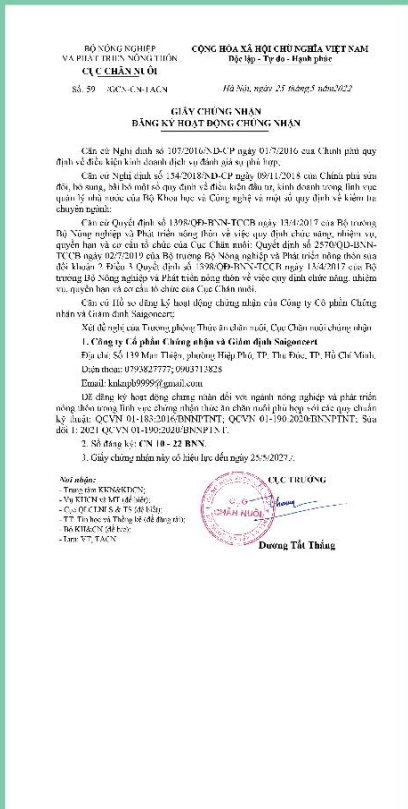 BỘ NÔNG NGHIỆP
VÀ PHÁT TRIỂN NÔNG THÔN
CỤC CHĂN NUÔI
CỘNG HÒA XÃ HỘI CHỦ NGHĨA VIỆT NAM
Độc lập - Tự do - Hạnh phúc
Số: 59 /GCN-CN-TACN
Hà Nội, ngày 25 tháng 5 năm 2022
GIẤY CHỨNG NHẬN
ĐĂNG KÝ HOẠT ĐỘNG CHỨNG NHẬN
Căn cứ Nghị định số 107/2016/NĐ-CP ngày 01/7/2016 của Chính phủ quy
định về điều kiện kinh doanh dịch vụ đánh giá sự phù hợp;
Căn cứ Nghị định số 154/2018/NĐ-CP ngày 09/11/2018 của Chính phủ sửa
đổi, bổ sung, bãi bỏ một số quy định về điều kiện đầu tư, kinh doanh trong lĩnh vực
quản lý nhà nước của Bộ Khoa học và Công nghệ và một số quy định về kiểm tra
chuyên ngành;
Căn cứ Quyết định số 1398/QĐ-BNN-TCCB ngày 13/4/2017 của Bộ trưởng
Bộ Nông nghiệp và Phát triển nông thôn về việc quy định chức năng, nhiệm vụ,
quyền hạn và cơ cấu tổ chức của Cục Chăn nuôi; Quyết định số 2570/QĐ-BNN-
TCCB ngày 02/7/2019 của Bộ trưởng Bộ Nông nghiệp và Phát triển nông thôn sửa
đổi khoản 2 Điều 3 Quyết định số 1398/QĐ-BNN-TCCB ngày 13/4/2017 của Bộ
trưởng Bộ Nông nghiệp và Phát triển nông thôn về việc quy định chức năng, nhiệm
vụ, quyền hạn và cơ cấu tổ chức của Cục Chăn nuôi.
Căn cứ Hồ sơ đăng ký hoạt động chứng nhận của Công ty Cổ phần Chứng
nhận và Giám định Saigoncert;
Xét đề nghị của Trưởng phòng Thức ăn chăn nuôi, Cục Chăn nuôi chứng nhận
1. Công ty Cổ phần Chứng nhận và Giám định Saigoncert
Địa chỉ: Số 139 Man Thiện, phường Hiệp Phú, TP. Thủ Đức, TP. Hồ Chí Minh.
Điện thoại: 0793827777; 0903713828
Email: knknpb9999@gmail.com
Đã đăng ký hoạt động chứng nhận đối với ngành nông nghiệp và phát triển
nông thôn trong lĩnh vực chứng nhận thức ăn chăn nuôi phù hợp với các quy chuẩn
kỹ thuật: QCVN 01-183:2016/BNNPTNT; QCVN 01-190:2020/BNNPTNT; Sửa
đổi 1: 2021 QCVN 01-190:2020/BNNPTNT.
2. Số đăng ký: CN 10 - 22 BNN.
3. Giấy chứng nhận này có hiệu lực đến ngày 25/5/2027./.
Nơi nhận:
- Trung tâm KKN&KĐCN;
- Vụ KHCN và MT (để biết);
- Cục QLCLNLS & TS (để biết);
- TT. Tin học và Thống kê (để đăng tải);
- Bộ KH&CN (để b/c);
- Lưu: VT, TACN.
CỤC TRƯỞNG
CỤC
CHĂN NUÔI
Dương Tất Thắng